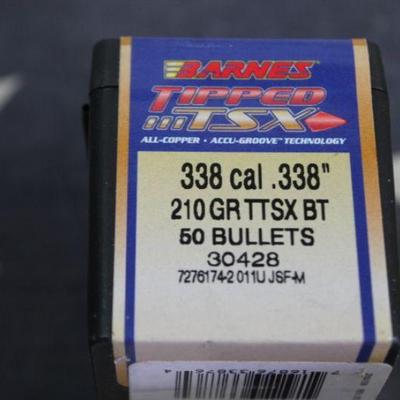 BARNES
TIPPED
TSX
ALL-COPPER • ACCU-GROOVE™ TECHNOLOGY
338 cal .338"
210 GR TTSX BT
50 BULLETS
30428
7276174-2 011U JSF-M